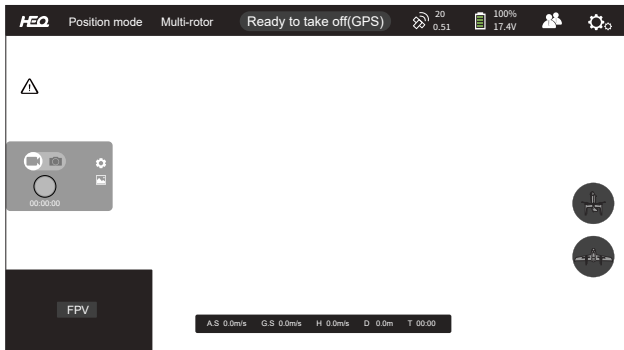 HEQ Position mode Multi-rotor Ready to take off(GPS) 20 100%
0.51 17.4V
00:00:00
FPV
A.S 0.0m/s G.S 0.0m/s H 0.0m/s D 0.0m T 00:00